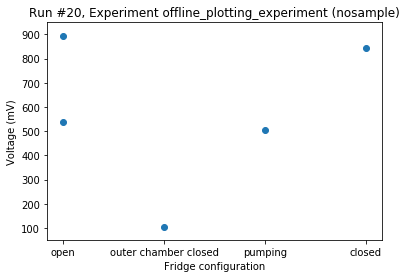 Run #20, Experiment offline_plotting_experiment (nosample)
900
800
700
600
500
400
300
200
100
Voltage (mV)
open outer chamber closed pumping closed
Fridge configuration